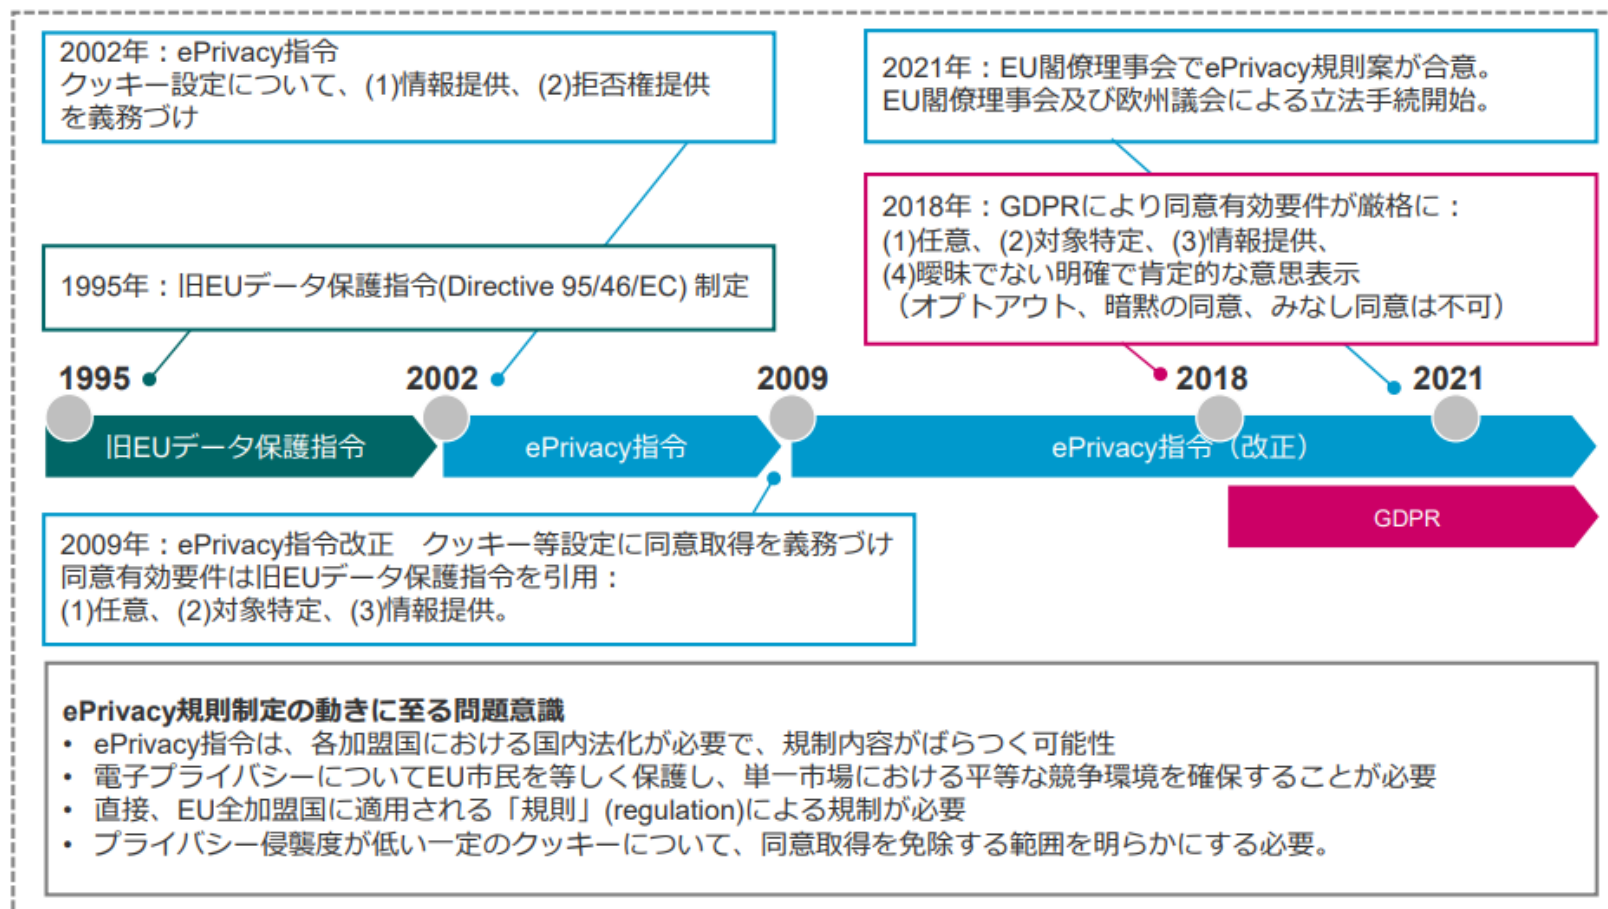 2002年：ePrivacy指令
クッキー設定について、(1)情報提供、(2)拒否権提供
を義務づけ
2021年：EU閣僚理事会でePrivacy規則案が合意。
EU閣僚理事会及び欧州議会による立法手続開始。
1995年：旧EUデータ保護指令(Directive 95/46/EC) 制定
2018年：GDPRにより同意有効要件が厳格に：
(1)任意、(2)対象特定、(3)情報提供、
(4)曖昧でない明確で肯定的な意思表示
（オプトアウト、暗黙の同意、みなし同意は不可）
1995
2002
2009
2018
2021
旧EUデータ保護指令
ePrivacy指令
ePrivacy指令（改正）
GDPR
2009年：ePrivacy指令改正　クッキー等設定に同意取得を義務づけ
同意有効要件は旧EUデータ保護指令を引用：
(1)任意、(2)対象特定、(3)情報提供。
ePrivacy規則制定の動きに至る問題意識
• ePrivacy指令は、各加盟国における国内法化が必要で、規制内容がばらつく可能性
• 電子プライバシーについてEU市民を等しく保護し、単一市場における平等な競争環境を確保することが必要
• 直接、EU全加盟国に適用される「規則」(regulation)による規制が必要
• プライバシー侵襲度が低い一定のクッキーについて、同意取得を免除する範囲を明らかにする必要。